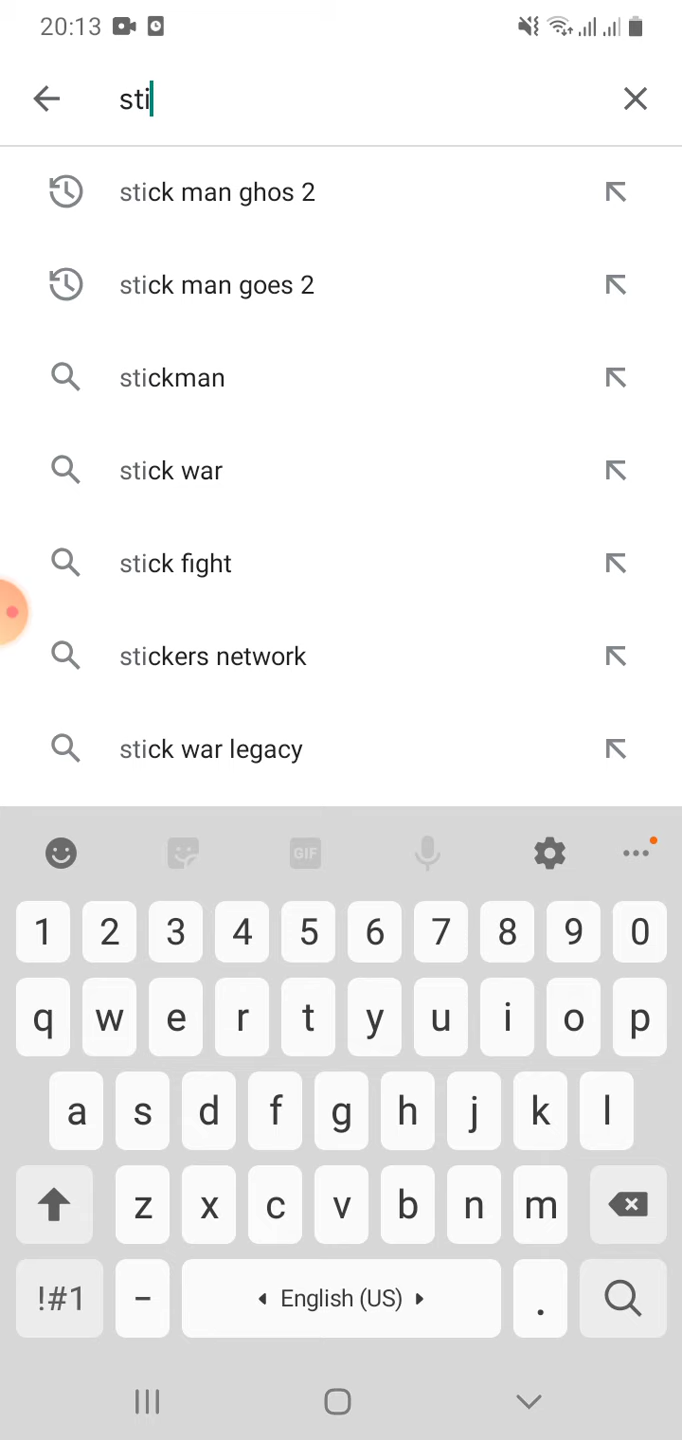 20:13
sti
stick man ghos 2
stick man goes 2
stickman
stick war
stick fight
stickers network
stick war legacy
GIF
1 2 3 4 5 6 7 8 9 0
q w e r t y u i o p
a s d f g h j k l
z x c v b n m
!#1 - English (US) .